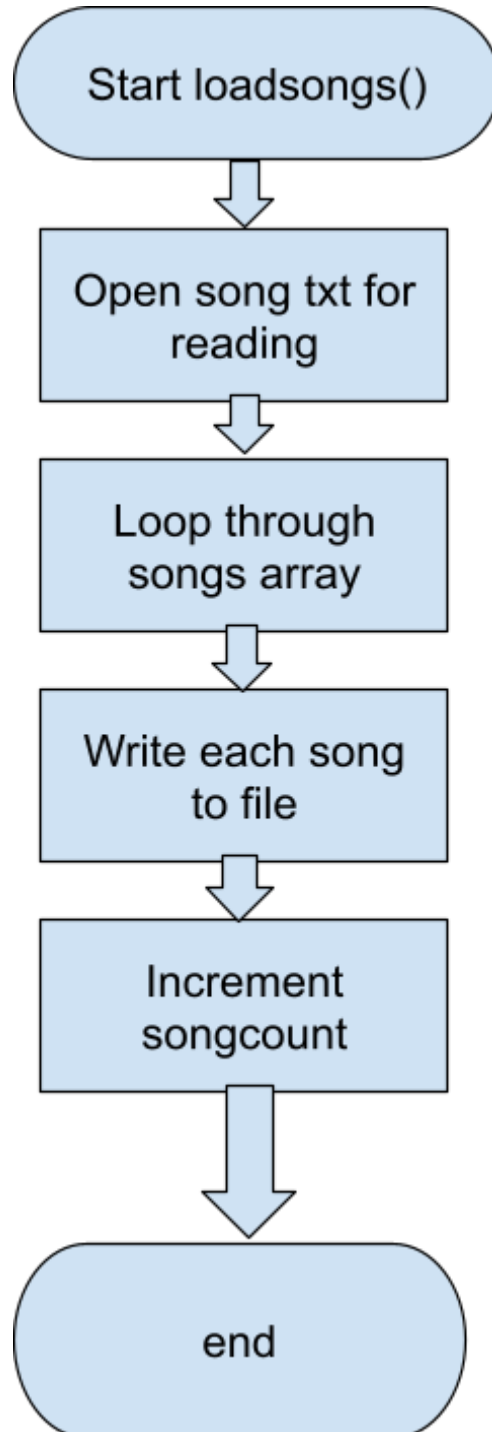 Start loadsongs()
Open song txt for
reading
Loop through
songs array
Write each song
to file
Increment
songcount
end